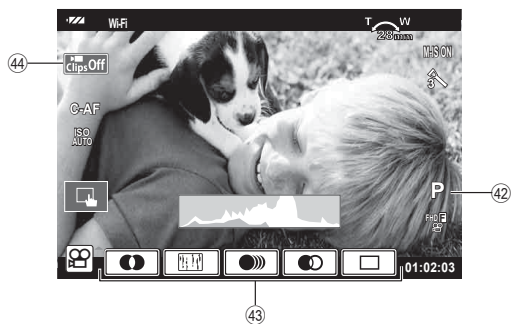 Wi-Fi
T W
28mm
M-IS ON
44
Clips Off
3
C-AF
ISO
AUTO
P
42
FHD F
01:02:03
43